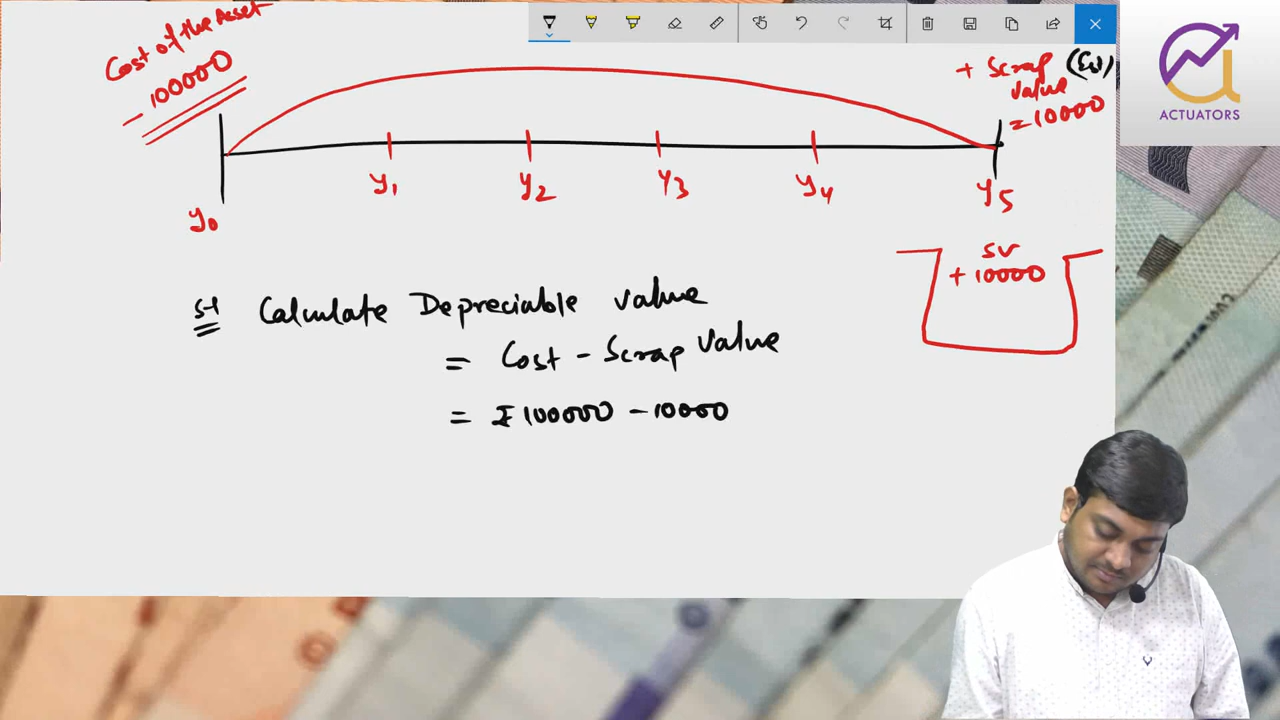 Cost of the Asset
- 100000
+ Scrap (SV)
value
= 10000
ACTUATORS
y0
y1
y2
y3
y4
y5
SV
+ 10000
S-1 Calculate Depreciable value
= Cost - Scrap value
= ₹ 100000 - 10000